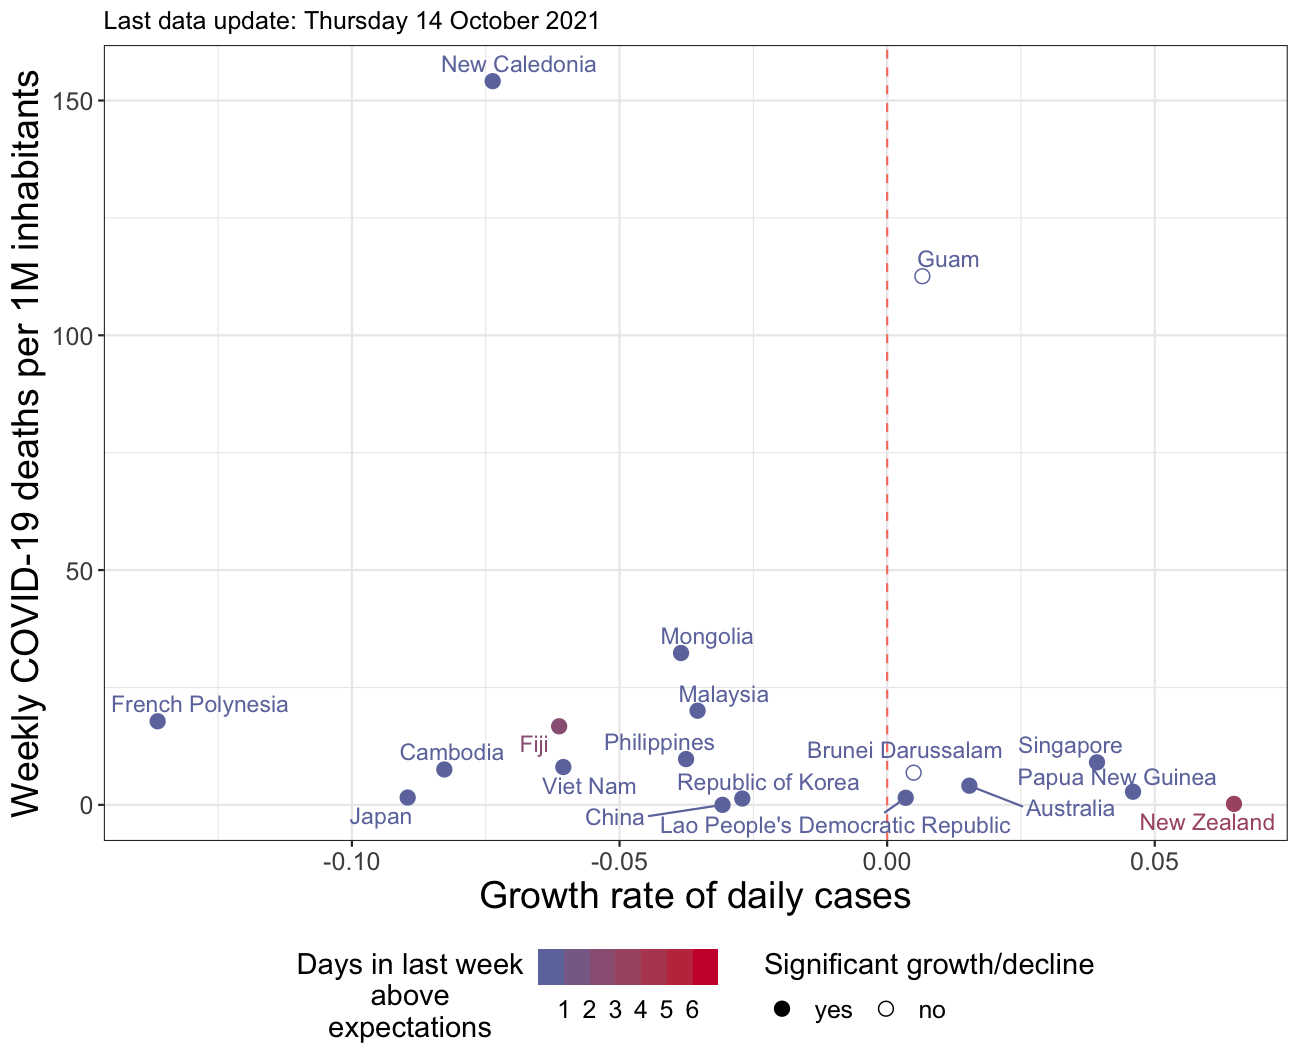 Last data update: Thursday 14 October 2021
Weekly COVID-19 deaths per 1M inhabitants
150
100
50
0
New Caledonia
Guam
Mongolia
Malaysia
French Polynesia
Fiji
Philippines
Cambodia
Viet Nam
Brunei Darussalam
Singapore
Republic of Korea
Papua New Guinea
Japan
China
Lao People's Democratic Republic
Australia
New Zealand
-0.10
-0.05
0.00
0.05
Growth rate of daily cases
Days in last week
above
expectations
1 2 3 4 5 6
Significant growth/decline
yes no